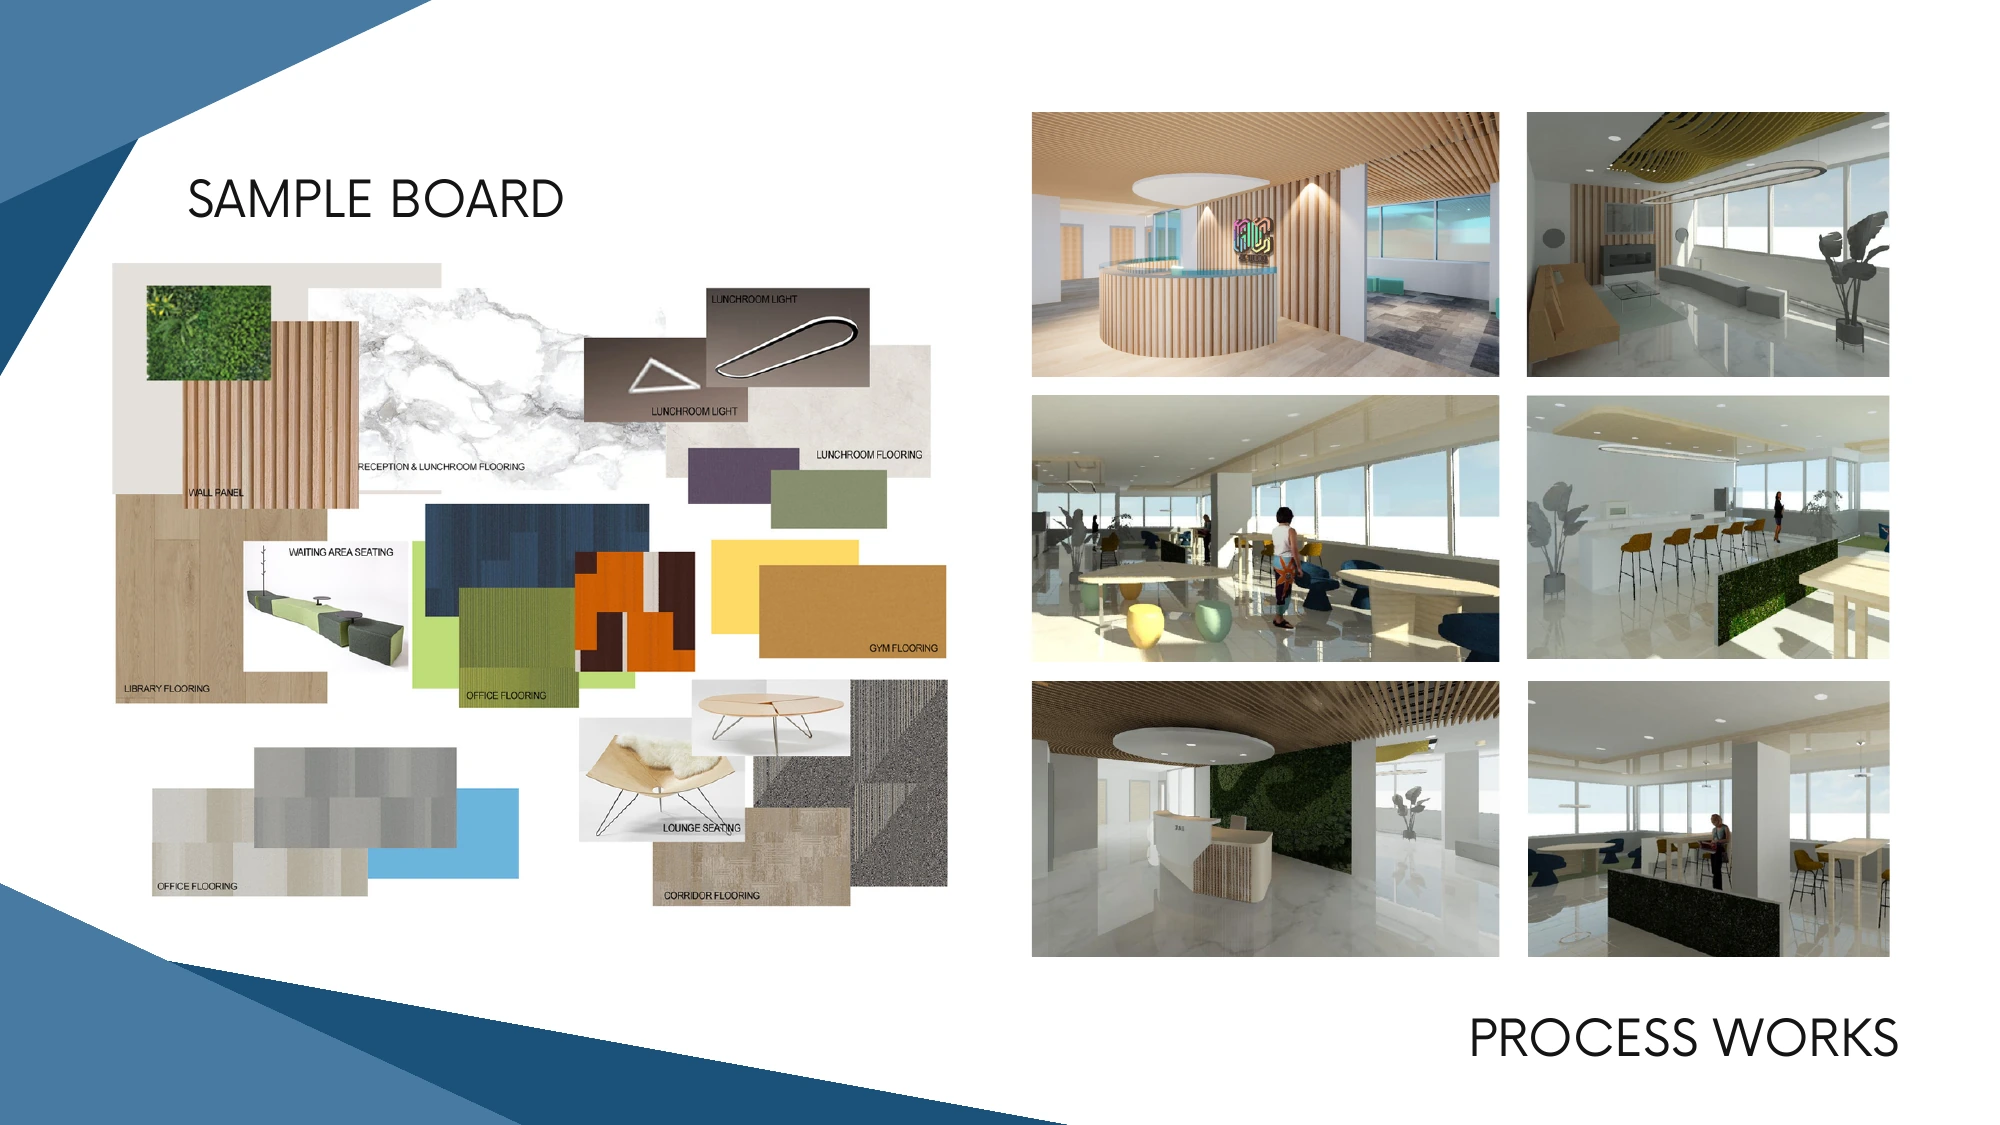 SAMPLE BOARD
LUNCHROOM LIGHT
LUNCHROOM LIGHT
LUNCHROOM FLOORING
RECEPTION & LUNCHROOM FLOORING
WALL PANEL
WAITING AREA SEATING
GYM FLOORING
LIBRARY FLOORING
OFFICE FLOORING
LOUNGE SEATING
OFFICE FLOORING
CORRIDOR FLOORING
PROCESS WORKS